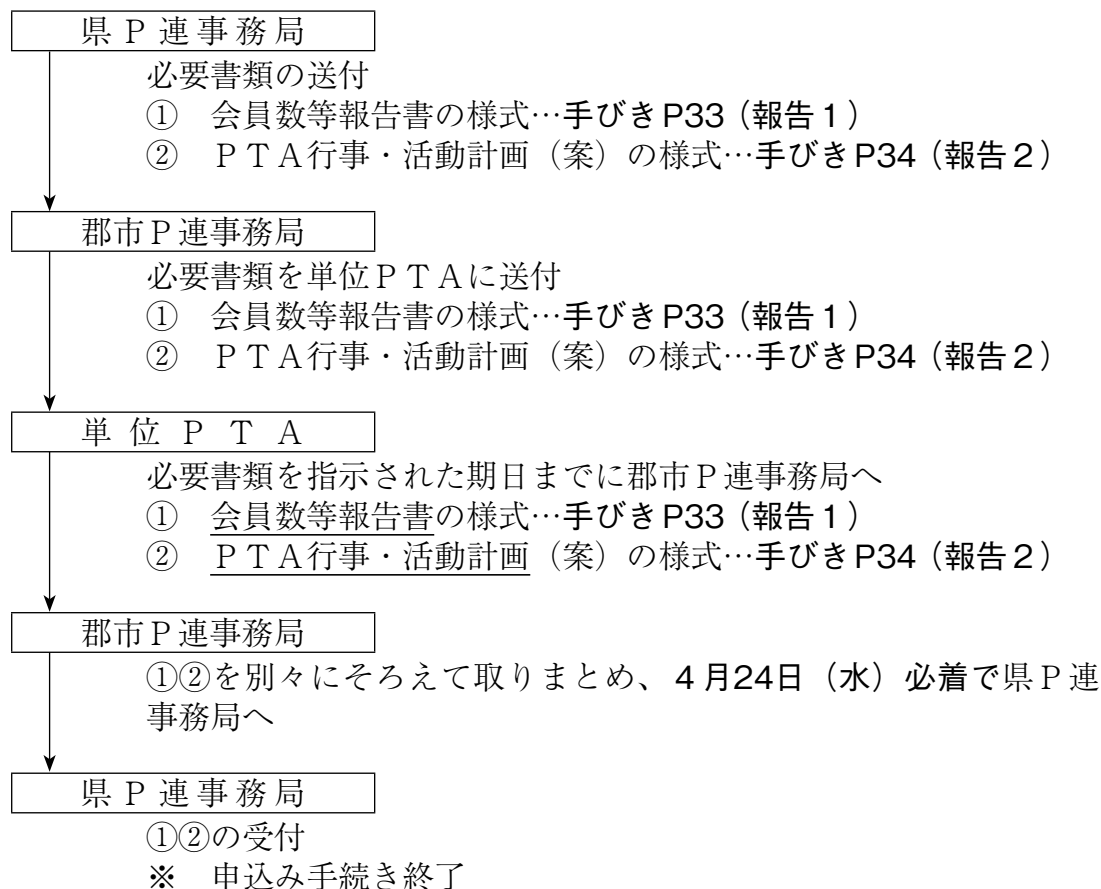 県Ｐ連事務局
必要書類の送付
①　会員数等報告書の様式…手びきP33（報告１）
②　ＰＴＡ行事・活動計画（案）の様式…手びきP34（報告２）
郡市Ｐ連事務局
必要書類を単位ＰＴＡに送付
①　会員数等報告書の様式…手びきP33（報告１）
②　ＰＴＡ行事・活動計画（案）の様式…手びきP34（報告２）
単位ＰＴＡ
必要書類を指示された期日までに郡市Ｐ連事務局へ
①　会員数等報告書の様式…手びきP33（報告１）
②　ＰＴＡ行事・活動計画（案）の様式…手びきP34（報告２）
郡市Ｐ連事務局
①②を別々にそろえて取りまとめ、４月24日（水）必着で県Ｐ連
事務局へ
県Ｐ連事務局
①②の受付
※　申込み手続き終了